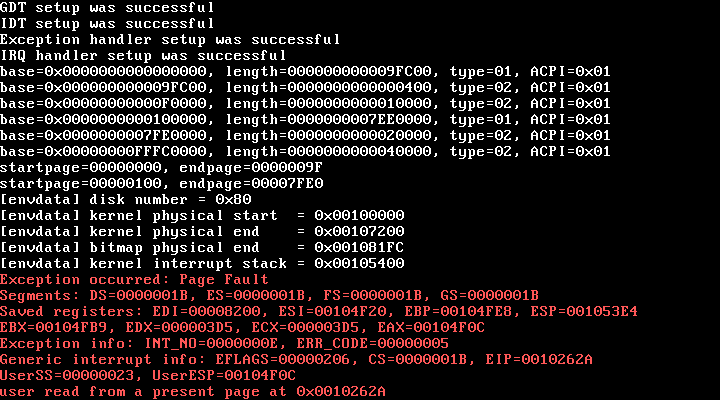 GDT setup was successful
IDT setup was successful
Exception handler setup was successful
IRQ handler setup was successful
base=0x0000000000000000, length=000000000009FC00, type=01, ACPI=0x01
base=0x000000000009FC00, length=0000000000000400, type=02, ACPI=0x01
base=0x00000000000F0000, length=0000000000010000, type=02, ACPI=0x01
base=0x0000000000100000, length=0000000007EE0000, type=01, ACPI=0x01
base=0x0000000007FE0000, length=0000000000020000, type=02, ACPI=0x01
base=0x00000000FFFC0000, length=0000000000040000, type=02, ACPI=0x01
startpage=00000000, endpage=0000009F
startpage=00000100, endpage=00007FE0
[envdata] disk number = 0x80
[envdata] kernel physical start  = 0x00100000
[envdata] kernel physical end    = 0x00107200
[envdata] bitmap physical end    = 0x001081FC
[envdata] kernel interrupt stack = 0x00105400
Exception occurred: Page Fault
Segments: DS=0000001B, ES=0000001B, FS=0000001B, GS=0000001B
Saved registers: EDI=00008200, ESI=00104F20, EBP=00104FE8, ESP=001053E4
EBX=00104FB9, EDX=000003D5, ECX=000003D5, EAX=00104F0C
Exception info: INT_NO=0000000E, ERR_CODE=00000005
Generic interrupt info: EFLAGS=00000206, CS=0000001B, EIP=0010262A
UserSS=00000023, UserESP=00104F0C
user read from a present page at 0x0010262A